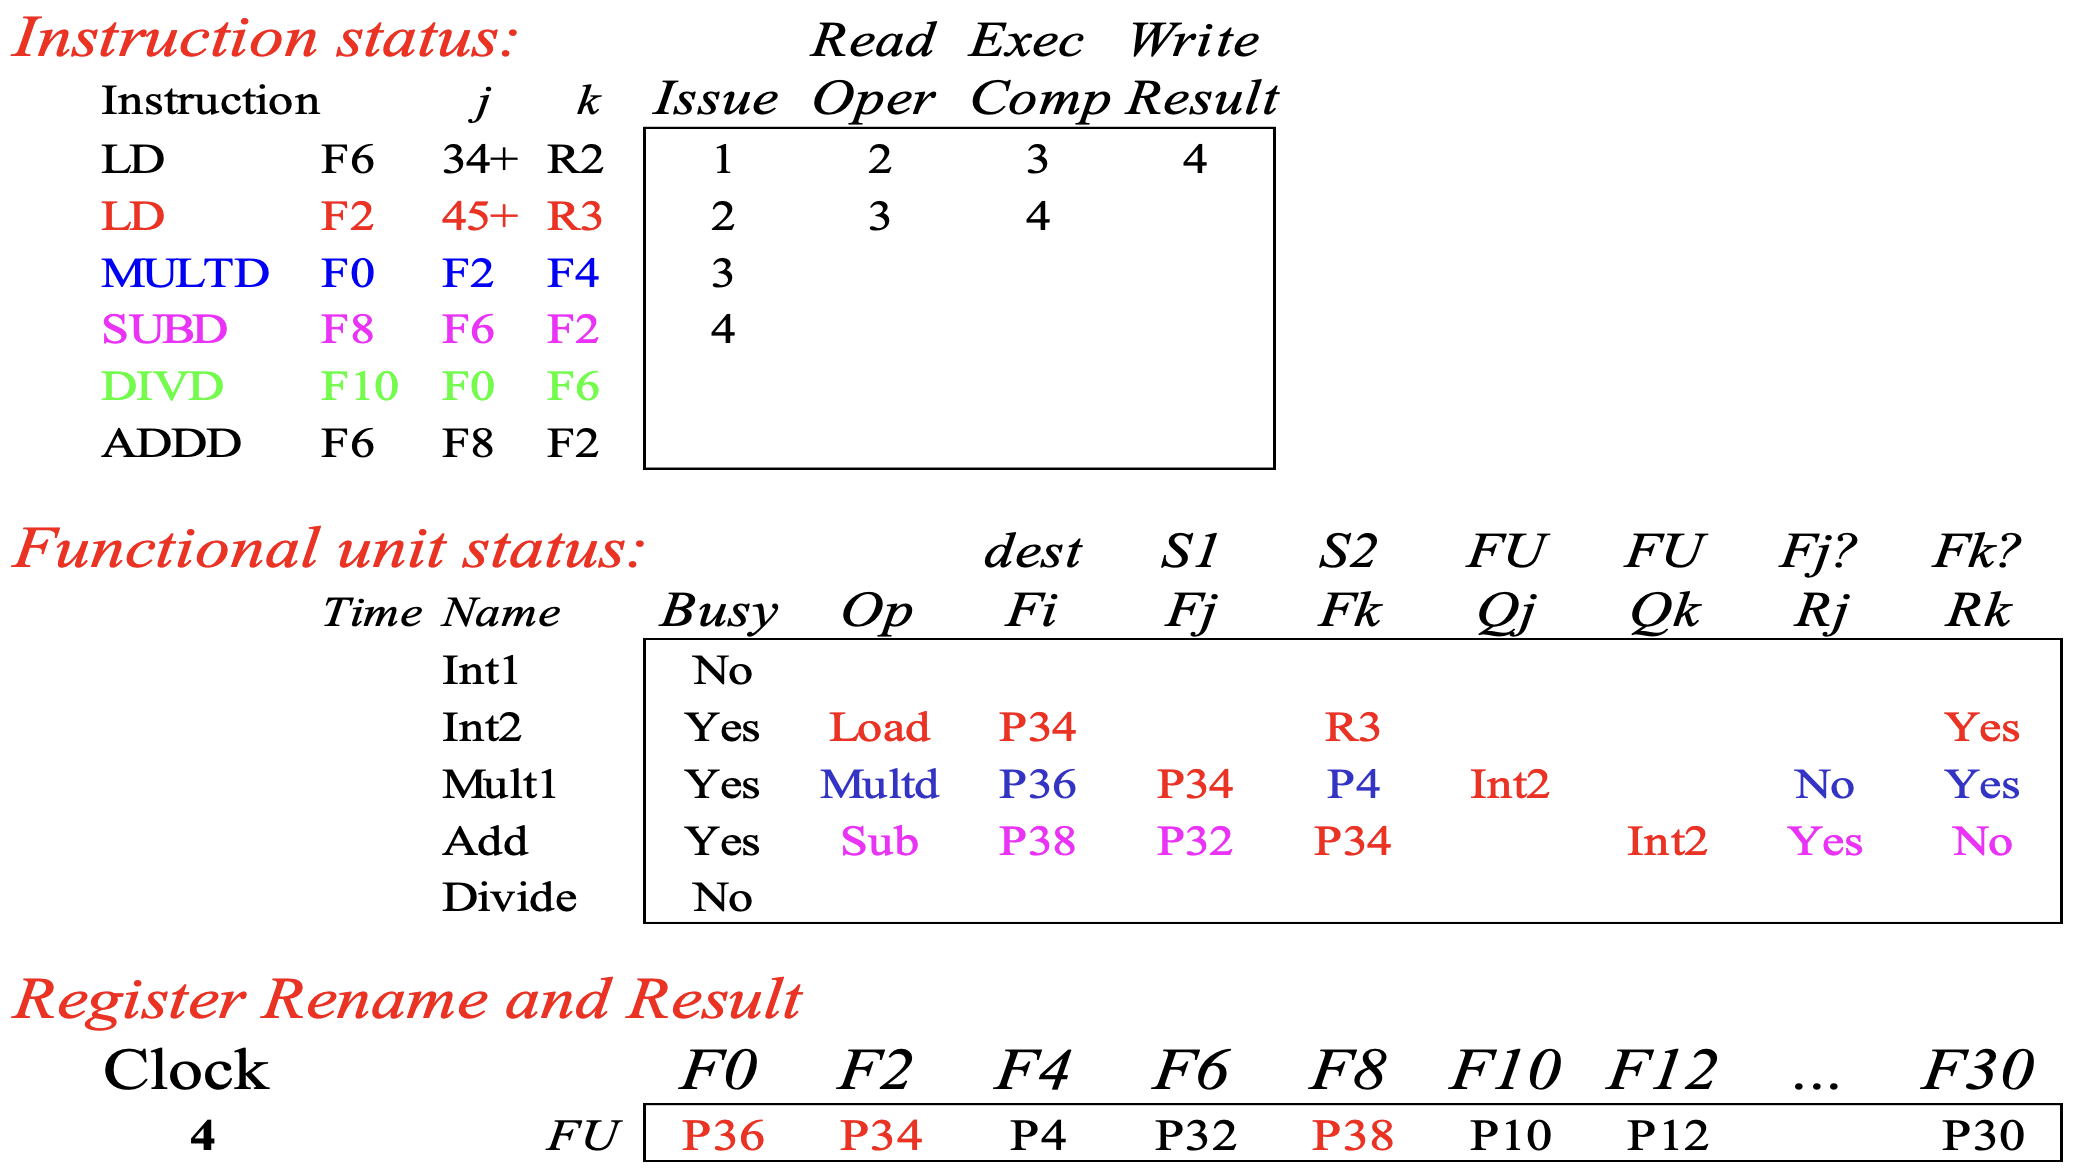 Instruction status: Read Exec Write
Instruction j k Issue Oper Comp Result
LD F6 34+ R2 1 2 3 4
LD F2 45+ R3 2 3 4
MULTD F0 F2 F4 3
SUBD F8 F6 F2 4
DIVD F10 F0 F6
ADDD F6 F8 F2
Functional unit status: dest S1 S2 FU FU Fj? Fk?
Time Name Busy Op Fi Fj Fk Qj Qk Rj Rk
Int1 No
Int2 Yes Load P34 R3 Yes
Mult1 Yes Multd P36 P34 P4 Int2 No Yes
Add Yes Sub P38 P32 P34 Int2 Yes No
Divide No
Register Rename and Result
Clock F0 F2 F4 F6 F8 F10 F12 ... F30
4 FU P36 P34 P4 P32 P38 P10 P12 P30